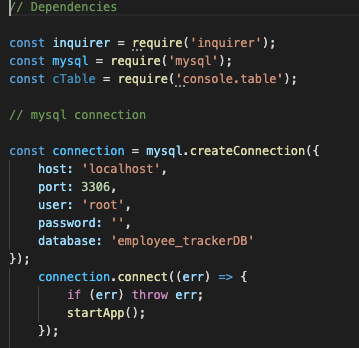 // Dependencies
const inquirer = require('inquirer');
const mysql = require('mysql');
const cTable = require('console.table');
// mysql connection
const connection = mysql.createConnection({
    host: 'localhost',
    port: 3306,
    user: 'root',
    password: '',
    database: 'employee_trackerDB'
});
    connection.connect((err) => {
        if (err) throw err;
        startApp();
    });